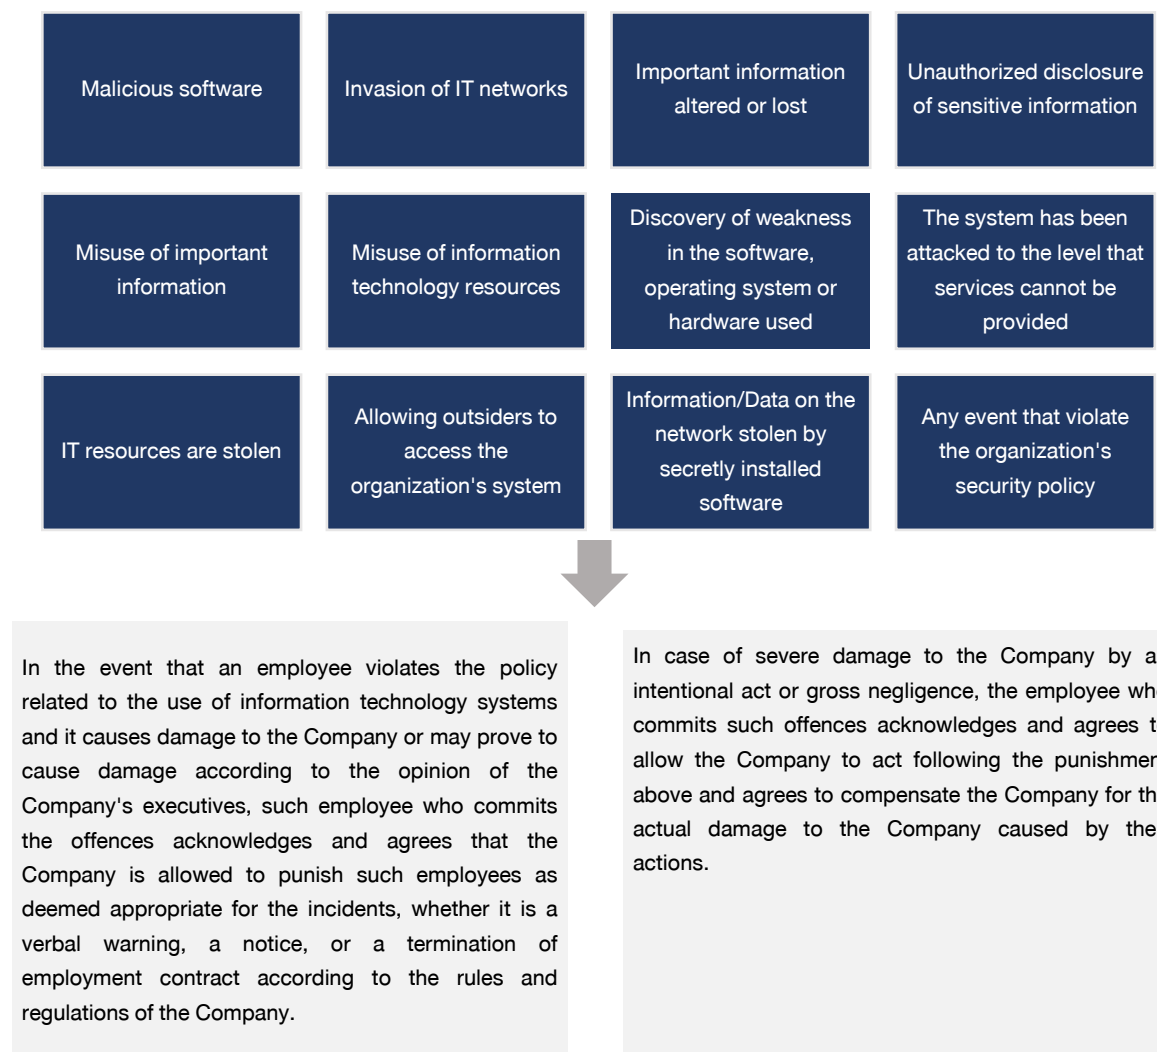 Malicious software
Invasion of IT networks
Important information
altered or lost
Unauthorized disclosure
of sensitive information
Misuse of important
information
Misuse of information
technology resources
Discovery of weakness
in the software,
operating system or
hardware used
The system has been
attacked to the level that
services cannot be
provided
IT resources are stolen
Allowing outsiders to
access the
organization's system
Information/Data on the
network stolen by
secretly installed
software
Any event that violate
the organization's
security policy
In the event that an employee violates the policy
related to the use of information technology systems
and it causes damage to the Company or may prove to
cause damage according to the opinion of the
Company's executives, such employee who commits
the offences acknowledges and agrees that the
Company is allowed to punish such employees as
deemed appropriate for the incidents, whether it is a
verbal warning, a notice, or a termination of
employment contract according to the rules and
regulations of the Company.
In case of severe damage to the Company by a
intentional act or gross negligence, the employee wh
commits such offences acknowledges and agrees t
allow the Company to act following the punishmen
above and agrees to compensate the Company for th
actual damage to the Company caused by the
actions.